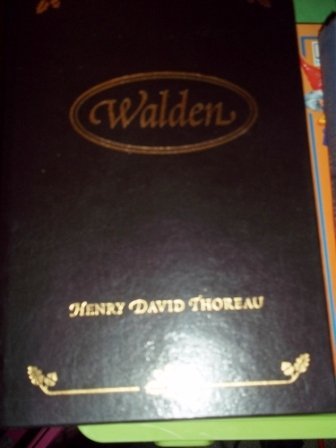 Walden
HENRY DAVID THOREAU